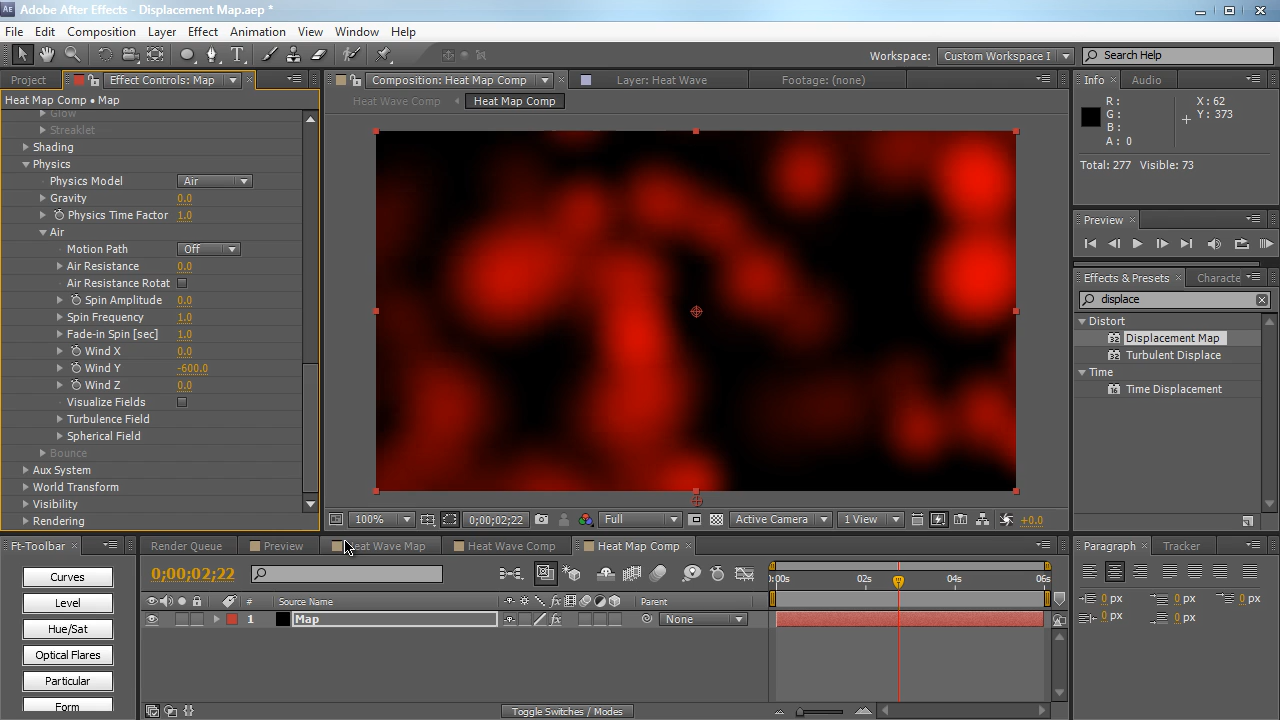 Adobe After Effects - Displacement Map.aep *
File Edit Composition Layer Effect Animation View Window Help
Workspace: Custom Workspace I Search Help
Project Effect Controls: Map Composition: Heat Map Comp Layer: Heat Wave Footage: (none) Info Audio
Heat Map Comp • Map Heat Wave Comp Heat Map Comp
R: X: 62
G: Y: 373
B:
A: 0
Total: 277 Visible: 73
Glow
Streaklet
Shading
Physics
Physics Model Air
Gravity 0.0
Physics Time Factor 1.0
Air
Motion Path Off
Air Resistance 0.0
Air Resistance Rotat
Spin Amplitude 0.0
Spin Frequency 1.0
Fade-in Spin [sec] 1.0
Wind X 0.0
Wind Y -600.0
Wind Z 0.0
Visualize Fields
Turbulence Field
Spherical Field
Bounce
Aux System
World Transform
Visibility
Rendering
Preview
Effects & Presets Characte
displace
Distort
32 Displacement Map
32 Turbulent Displace
Time
16 Time Displacement
100% 0;00;02;22 Full Active Camera 1 View +0.0
Ft-Toolbar Render Queue Preview Heat Wave Map Heat Wave Comp Heat Map Comp Paragraph Tracker
Curves
Level
Hue/Sat
Optical Flares
Particular
Form
0;00;02;22 :00s 02s 04s 06s
# Source Name Parent
1 Map None
0 px 0 px 0 px
0 px 0 px
Toggle Switches / Modes